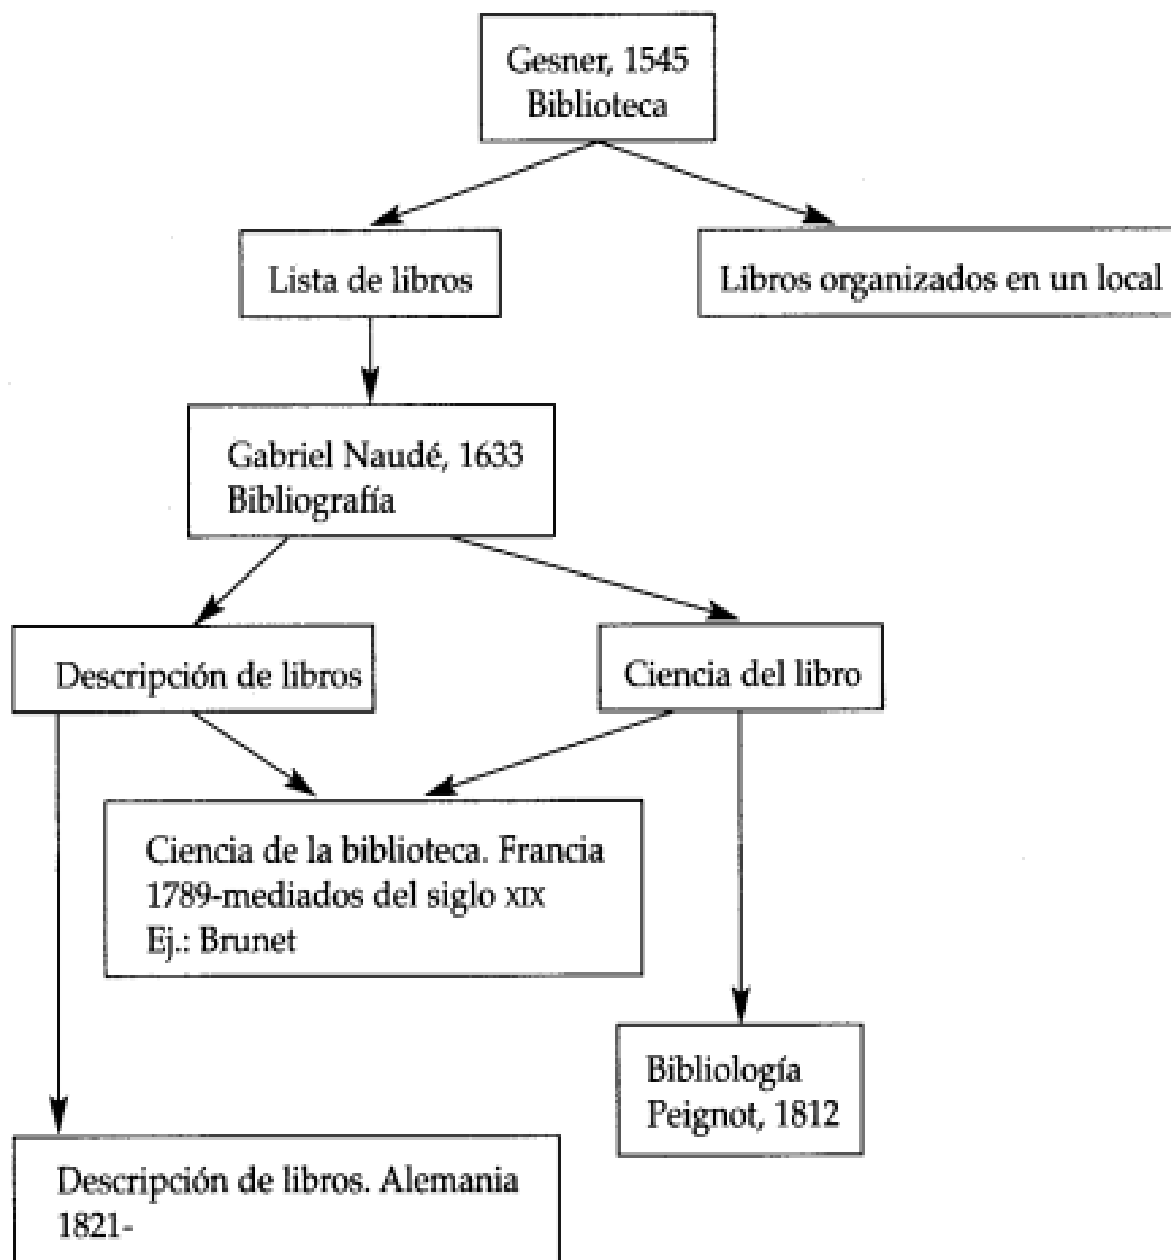 Gesner, 1545
Biblioteca
Lista de libros
Libros organizados en un local
Gabriel Naudé, 1633
Bibliografía
Descripción de libros
Ciencia del libro
Ciencia de la biblioteca. Francia
1789-mediados del siglo XIX
Ej.: Brunet
Bibliología
Peignot, 1812
Descripción de libros. Alemania
1821-